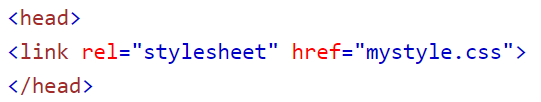 <head>
<link rel="stylesheet" href="mystyle.css">
</head>